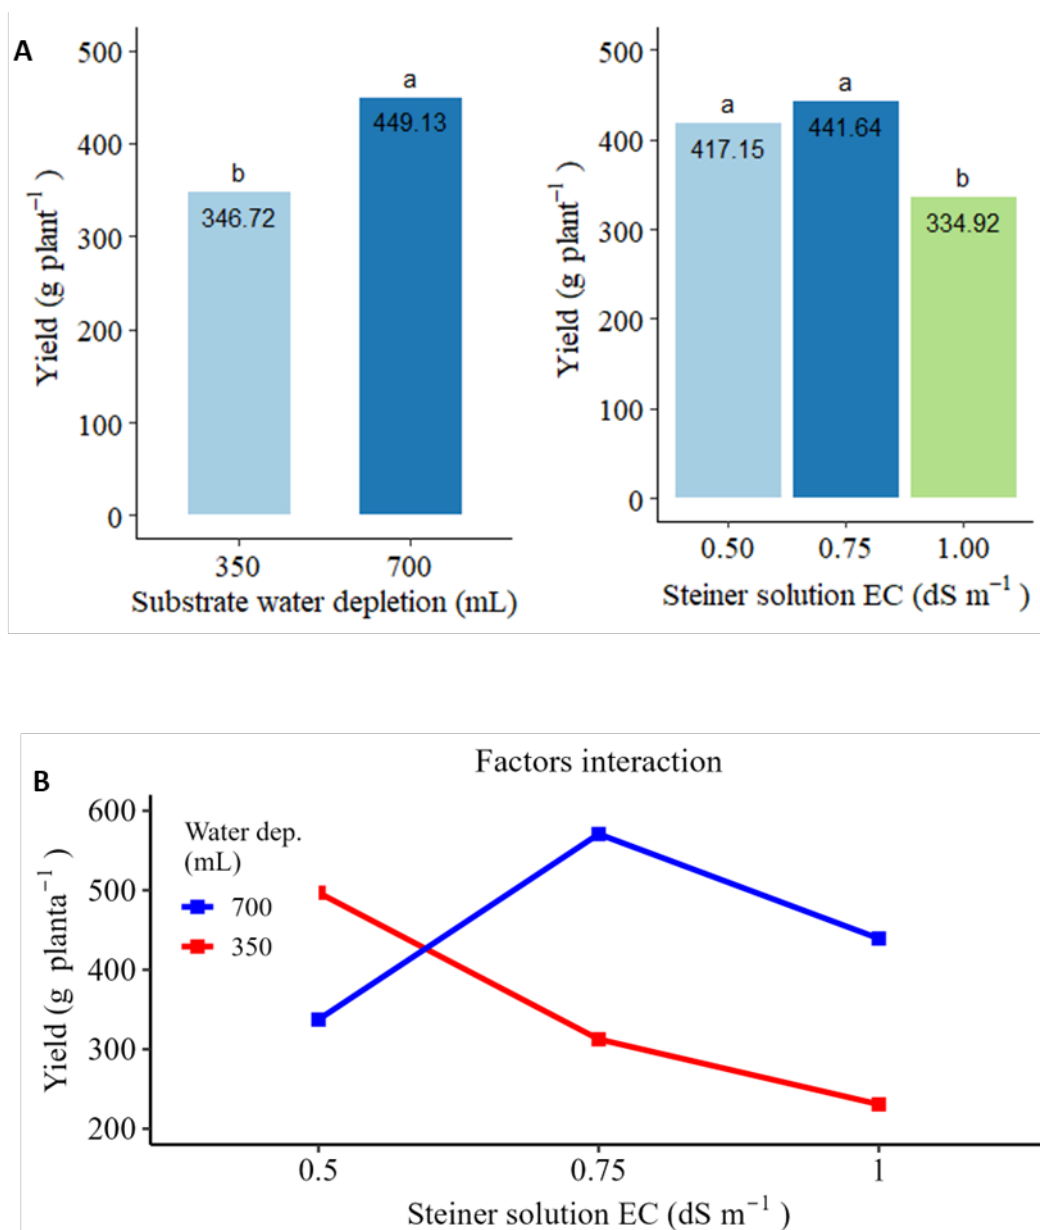 A
500
400
300
200
100
0
Yield (g plant⁻¹ )
b
346.72
a
449.13
350
700
Substrate water depletion (mL)
500
400
300
200
100
0
Yield (g plant⁻¹ )
a
417.15
a
441.64
b
334.92
0.50
0.75
1.00
Steiner solution EC (dS m⁻¹ )
B
Factors interaction
600
500
400
300
200
Yield (g planta⁻¹ )
Water dep.
(mL)
700
350
0.5
0.75
1
Steiner solution EC (dS m⁻¹ )